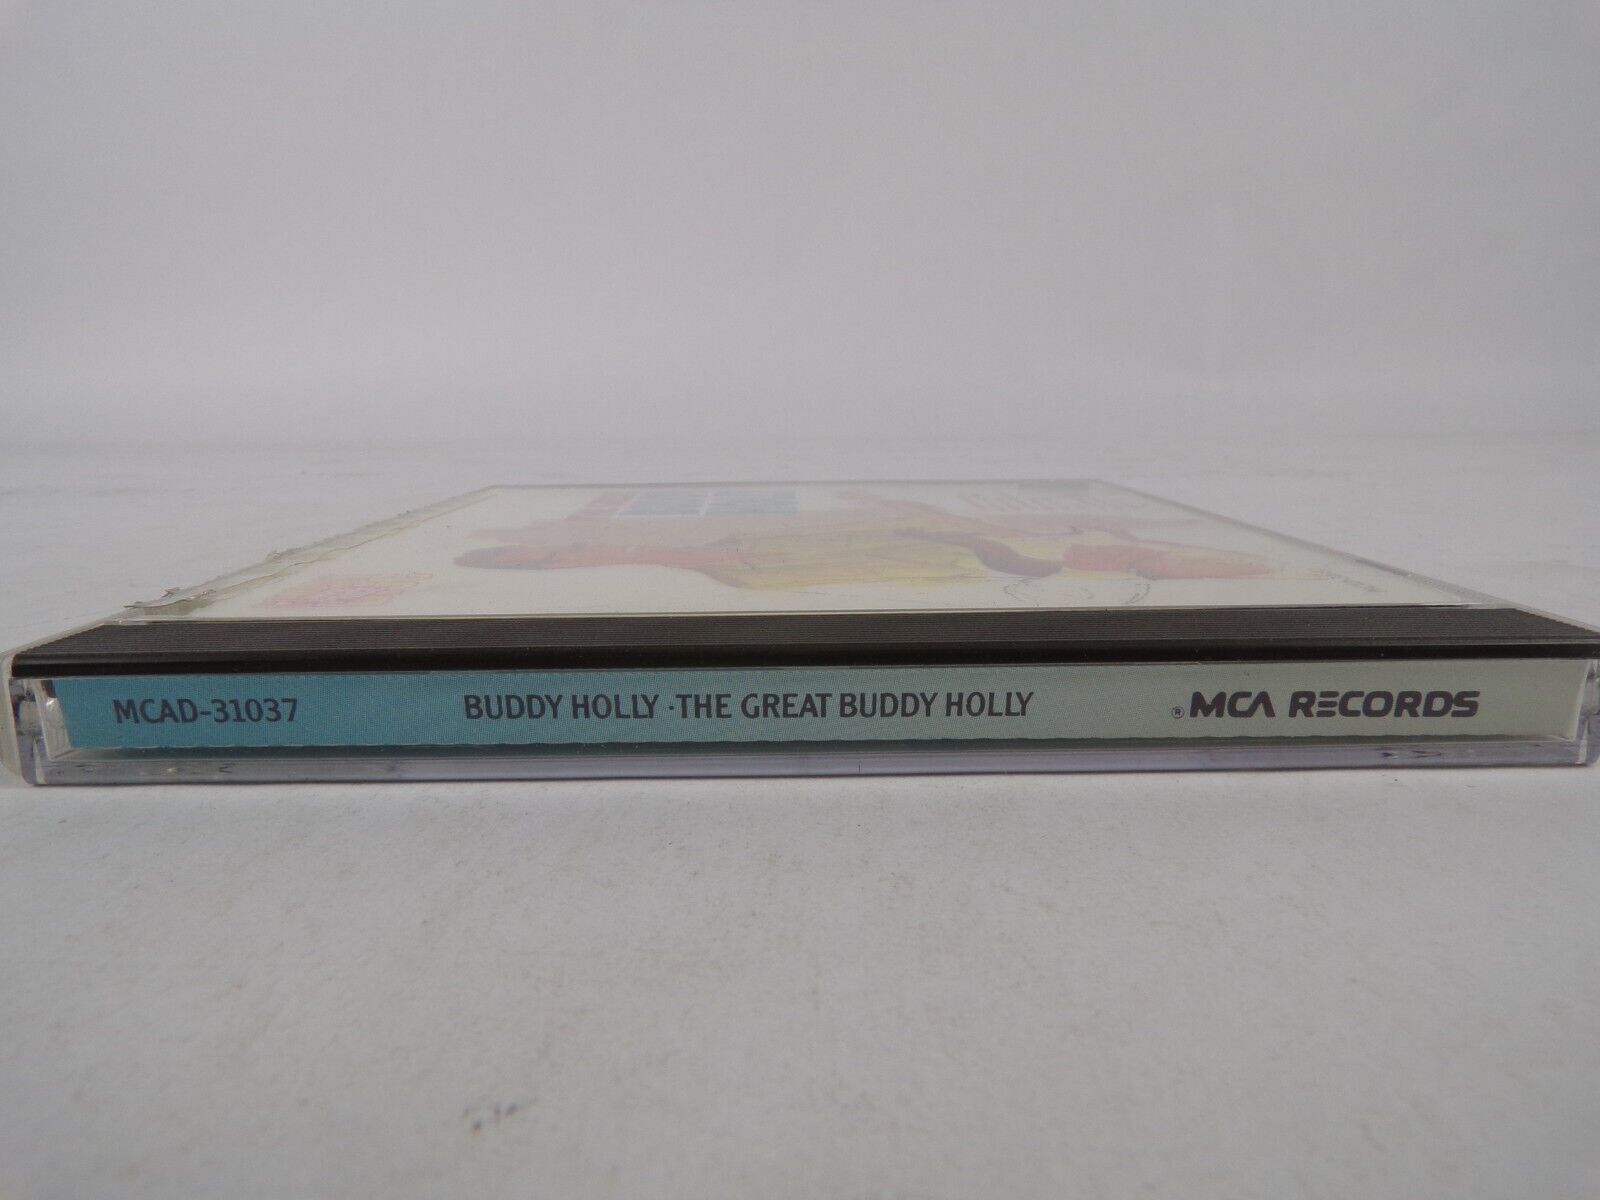 MCAD-31037 BUDDY HOLLY · THE GREAT BUDDY HOLLY ® MCA RECORDS